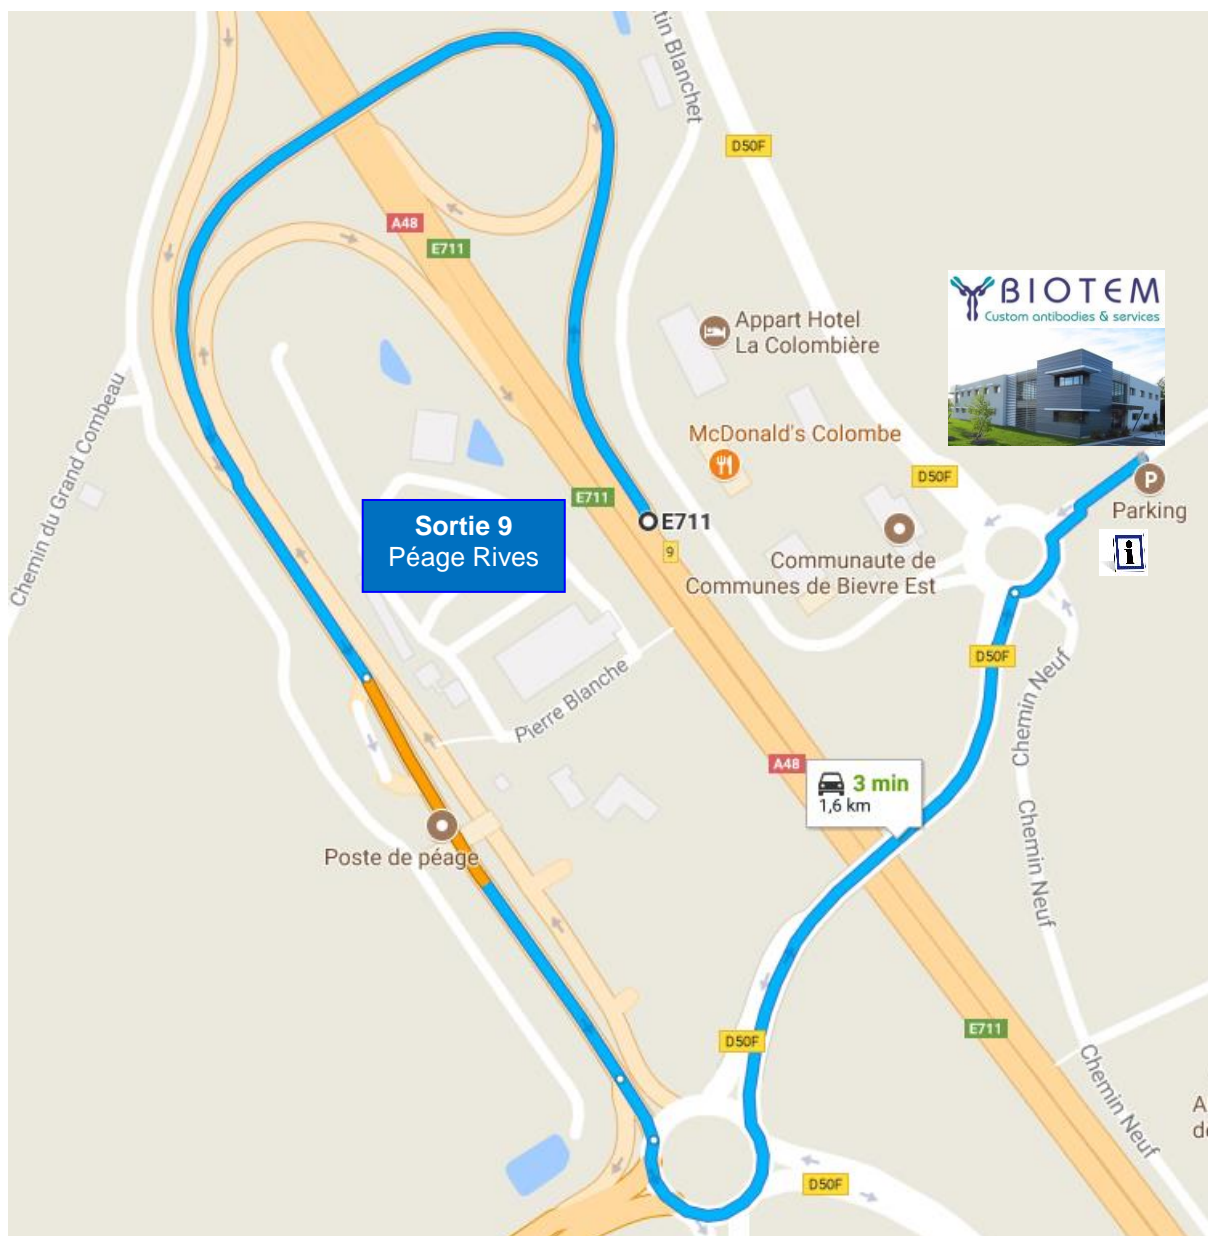 tin Blanchet
D50F
A48
E711
BIOTEM
Custom antibodies & services
Appart Hotel
La Colombière
Chemin du Grand Combeau
McDonald's Colombe
D50F
E711
Sortie 9
Péage Rives
E711
9
P
Parking
i
Communaute de
Communes de Bievre Est
D50F
Chemin Neuf
Pierre Blanche
A48
3 min
1,6 km
Chemin Neuf
Poste de péage
E711
D50F
Chemin Neuf
A
de
D50F